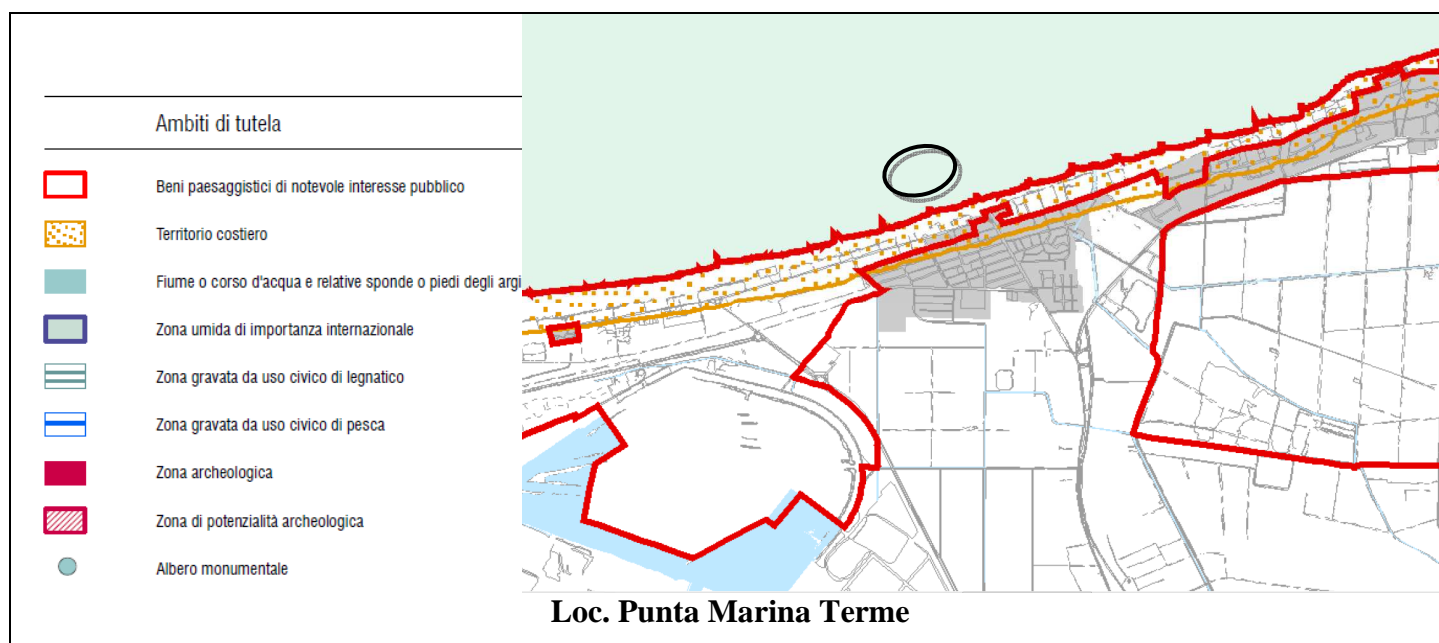 Ambiti di tutela
Beni paesaggistici di notevole interesse pubblico
Territorio costiero
Fiume o corso d'acqua e relative sponde o piedi degli argi
Zona umida di importanza internazionale
Zona gravata da uso civico di legnatico
Zona gravata da uso civico di pesca
Zona archeologica
Zona di potenzialità archeologica
Albero monumentale
Loc. Punta Marina Terme